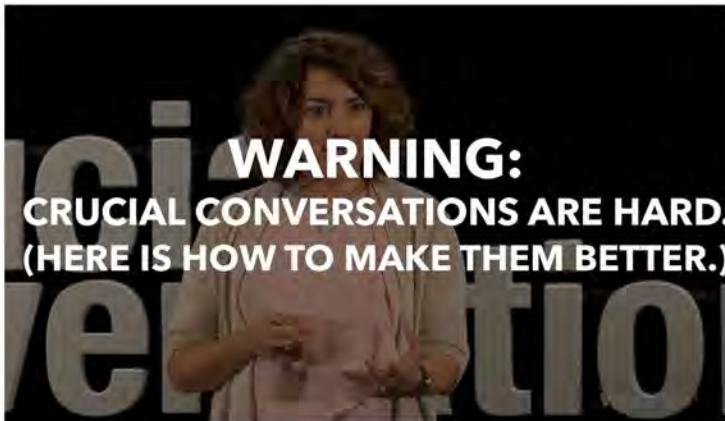 WARNING:
CRUCIAL CONVERSATIONS ARE HARD.
(HERE IS HOW TO MAKE THEM BETTER.)